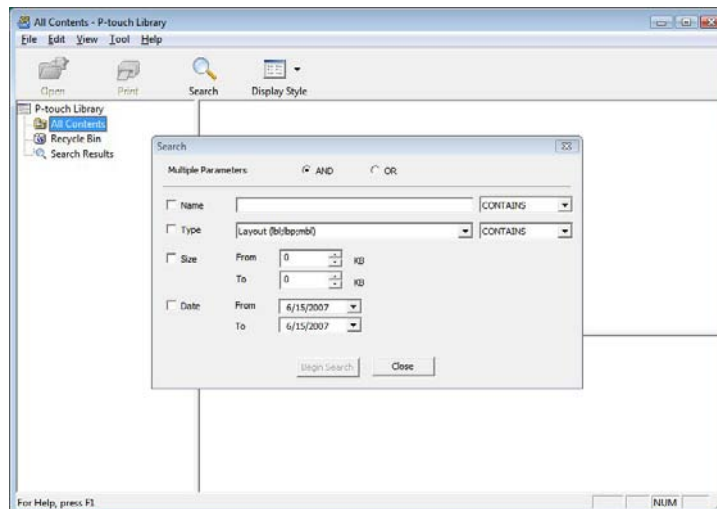 All Contents - P-touch Library
File Edit View Tool Help
Open Print Search Display Style
P-touch Library
All Contents
Recycle Bin
Search Results
Search
Multiple Parameters AND OR
Name CONTAINS
Type Layout (lbl;lbp;mbl) CONTAINS
Size From 0 KB
To 0 KB
Date From 6/15/2007
To 6/15/2007
Begin Search Close
For Help, press F1 NUM